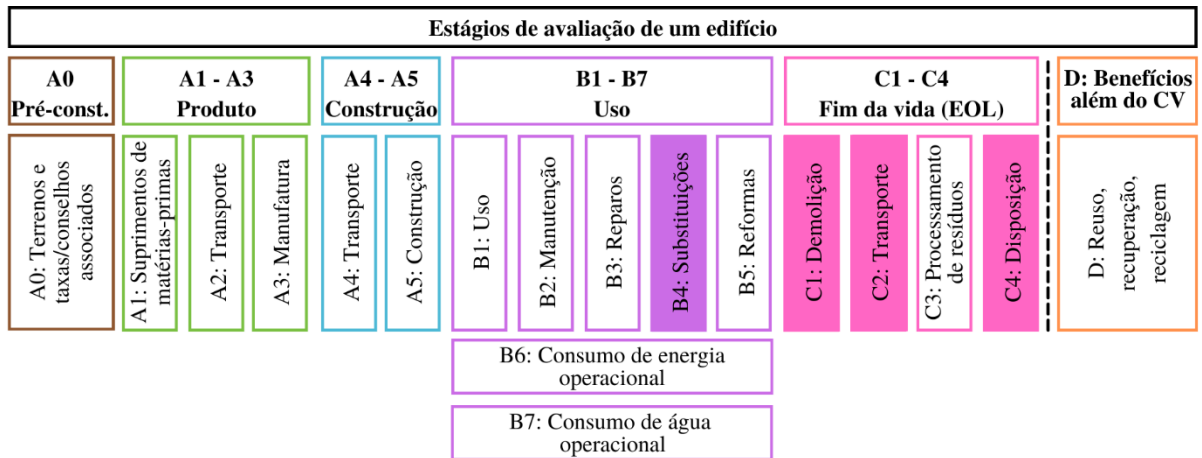 Estágios de avaliação de um edifício
A0
Pré-const.
A1 - A3
Produto
A4 - A5
Construção
B1 - B7
Uso
C1 - C4
Fim da vida (EOL)
D: Benefícios
além do CV
A0: Terrenos e
taxas/conselhos
associados
A1: Suprimentos de
matérias-primas
A2: Transporte
A3: Manufatura
A4: Transporte
A5: Construção
B1: Uso
B2: Manutenção
B3: Reparos
B4: Substituições
B5: Reformas
C1: Demolição
C2: Transporte
C3: Processamento
de resíduos
C4: Disposição
D: Reuso,
recuperação,
reciclagem
B6: Consumo de energia
operacional
B7: Consumo de água
operacional